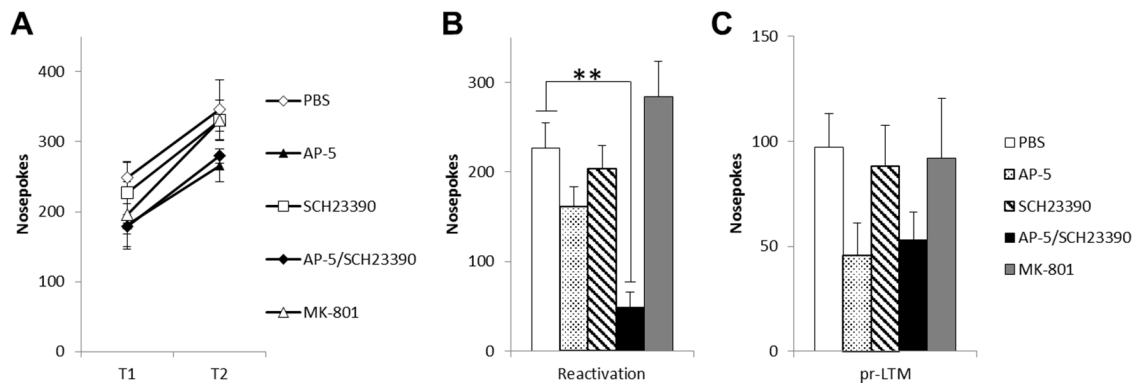 A
Nosepokes
400
300
200
100
0
T1 T2
PBS
AP-5
SCH23390
AP-5/SCH23390
MK-801
B
Nosepokes
300
200
100
0
**
Reactivation
C
Nosepokes
150
100
50
0
pr-LTM
PBS
AP-5
SCH23390
AP-5/SCH23390
MK-801